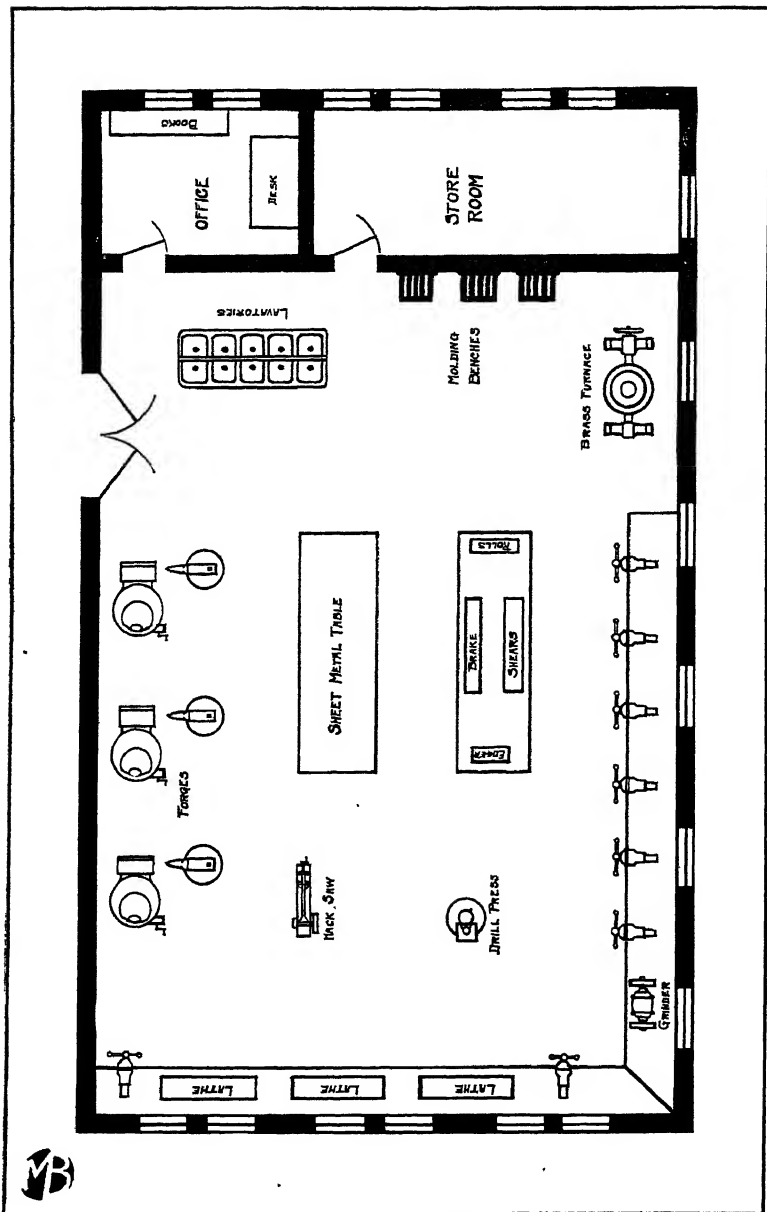 BOOKS
OFFICE
DESK
STORE
ROOM
LAVATORIES
MOLDING
BENCHES
BRASS FURNACE
SHEET METAL TABLE
ROLLS
BRAKE
SHEARS
EDGER
FORGES
HACK SAW
DRILL PRESS
GRINDER
LATHE
LATHE
LATHE
MB